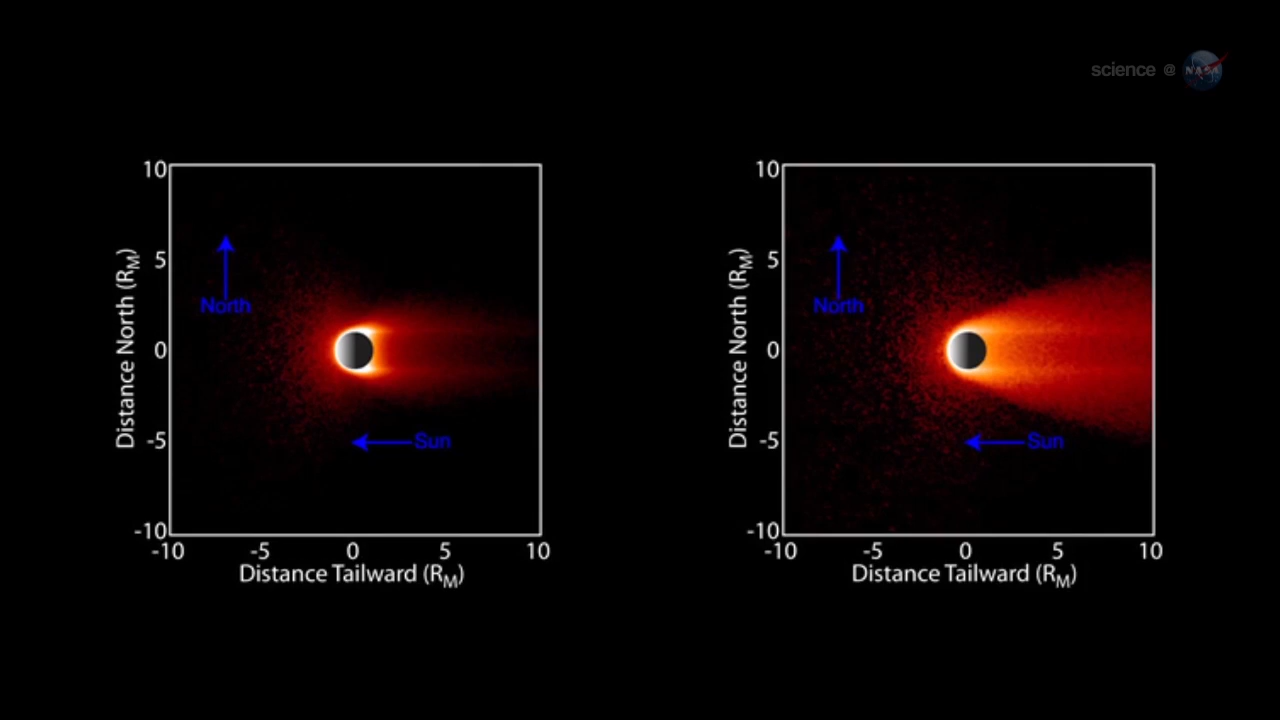 science @ NASA
10
5
0
-5
-10
Distance North (RM)
North
Sun
-10 -5 0 5 10
Distance Tailward (RM)
10
5
0
-5
-10
Distance North (RM)
North
Sun
-10 -5 0 5 10
Distance Tailward (RM)